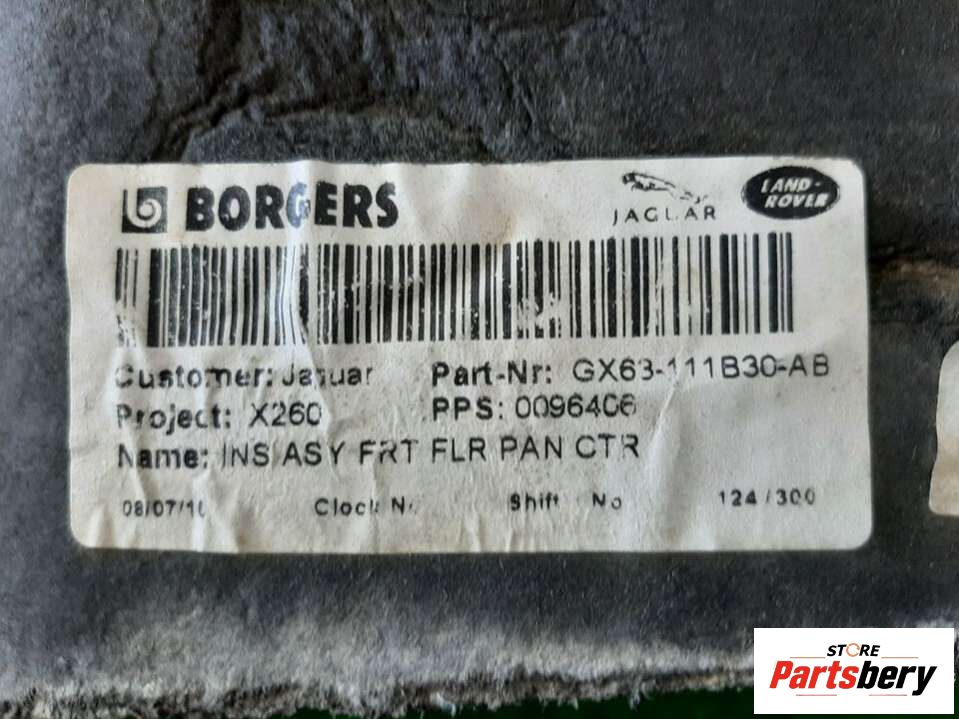 BORGERS
JAGUAR
LAND-
ROVER
Customer: Jaguar Part-Nr: GX63-111B30-AB
Project: X260 PPS: 0096406
Name: INS ASY FRT FLR PAN CTR
Clock Nr Shift No 124/300
STORE
Partsbery